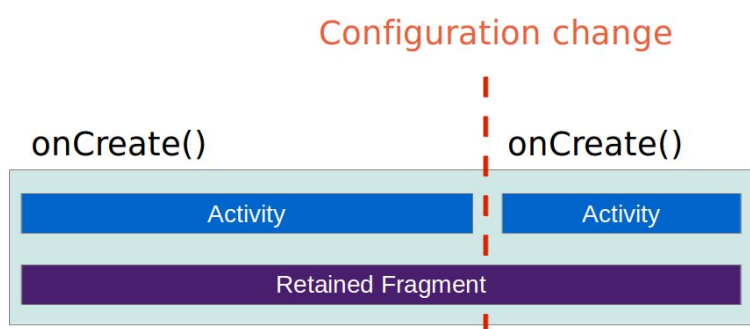 Configuration change
onCreate() onCreate()
Activity Activity
Retained Fragment